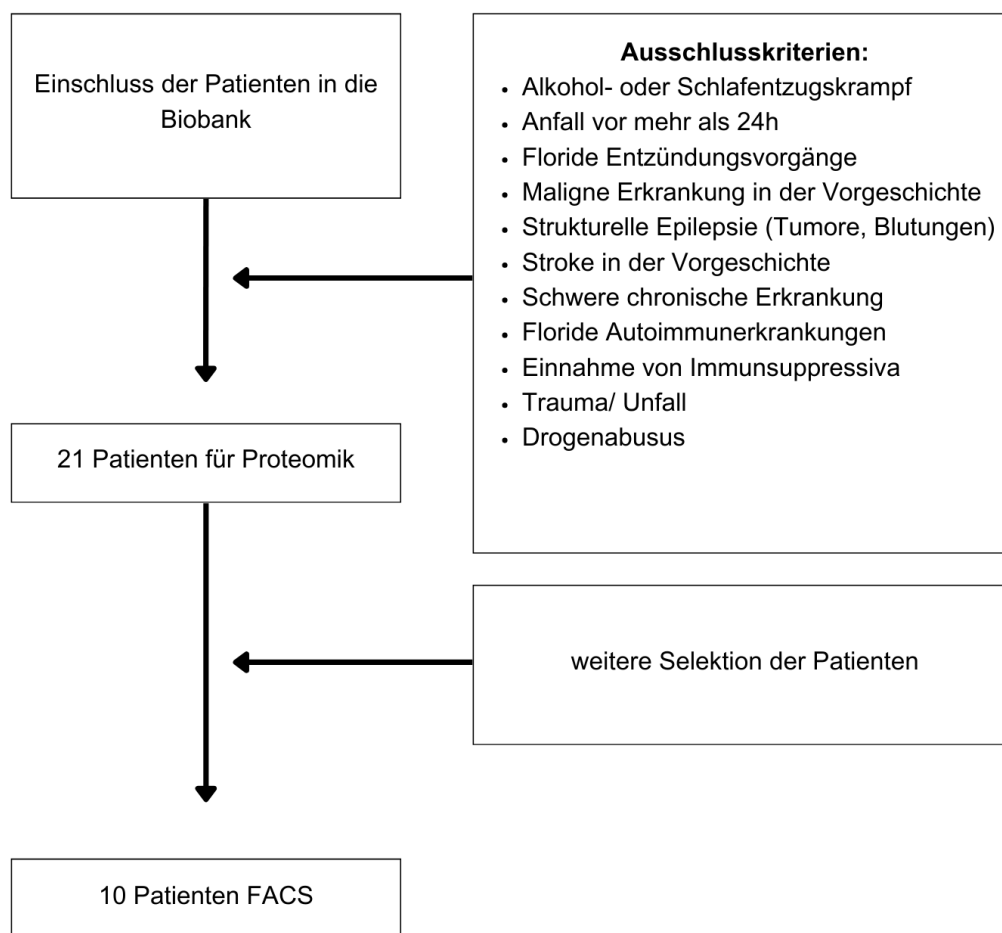 Einschluss der Patienten in die
Biobank
Ausschlusskriterien:
• Alkohol- oder Schlafentzugskrampf
• Anfall vor mehr als 24h
• Floride Entzündungsvorgänge
• Maligne Erkrankung in der Vorgeschichte
• Strukturelle Epilepsie (Tumore, Blutungen)
• Stroke in der Vorgeschichte
• Schwere chronische Erkrankung
• Floride Autoimmunerkrankungen
• Einnahme von Immunsuppressiva
• Trauma/ Unfall
• Drogenabusus
21 Patienten für Proteomik
weitere Selektion der Patienten
10 Patienten FACS